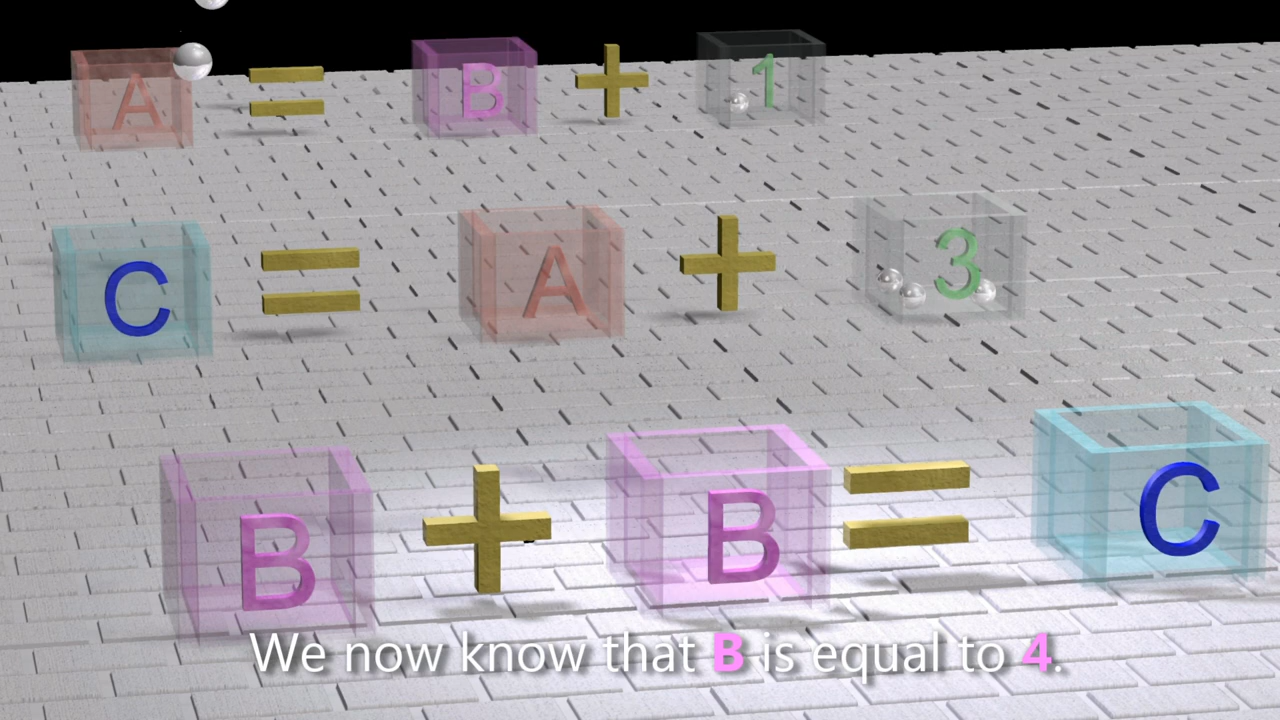 A = B + 1
C = A + 3
B + B = C
We now know that B is equal to 4.